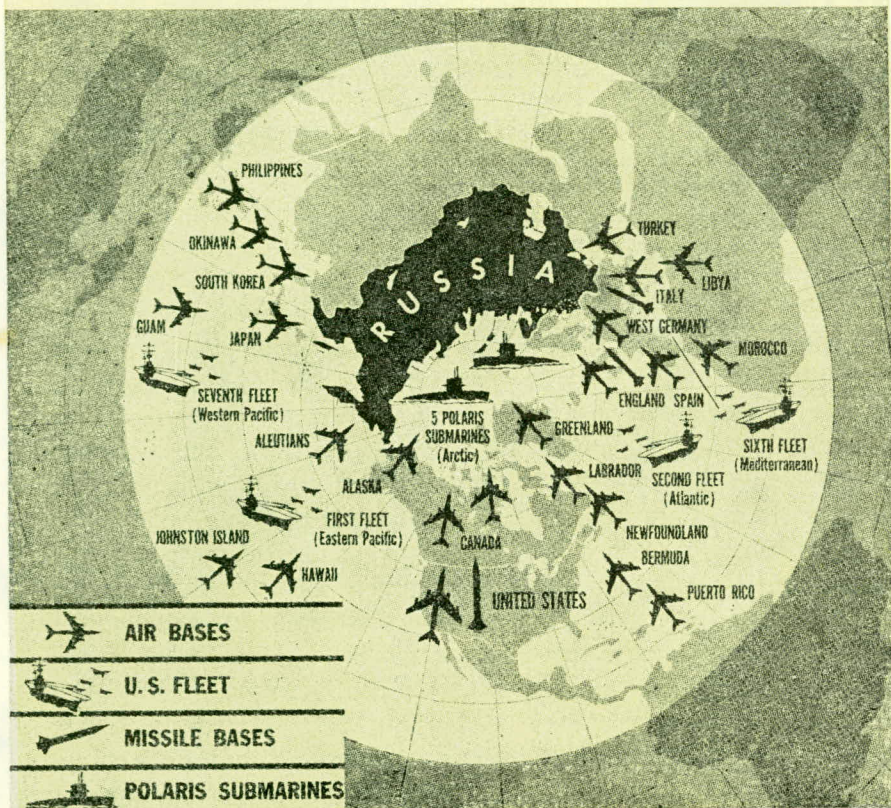 PHILIPPINES
OKINAWA
SOUTH KOREA
GUAM
JAPAN
SEVENTH FLEET
(Western Pacific)
ALEUTIANS
ALASKA
FIRST FLEET
(Eastern Pacific)
JOHNSTON ISLAND
HAWAII
RUSSIA
5 POLARIS
SUBMARINES
(Arctic)
CANADA
UNITED STATES
TURKEY
LIBYA
ITALY
WEST GERMANY
MOROCCO
ENGLAND SPAIN
GREENLAND
SIXTH FLEET
(Mediterranean)
LABRADOR
SECOND FLEET
(Atlantic)
NEWFOUNDLAND
BERMUDA
PUERTO RICO
AIR BASES
U. S. FLEET
MISSILE BASES
POLARIS SUBMARINES